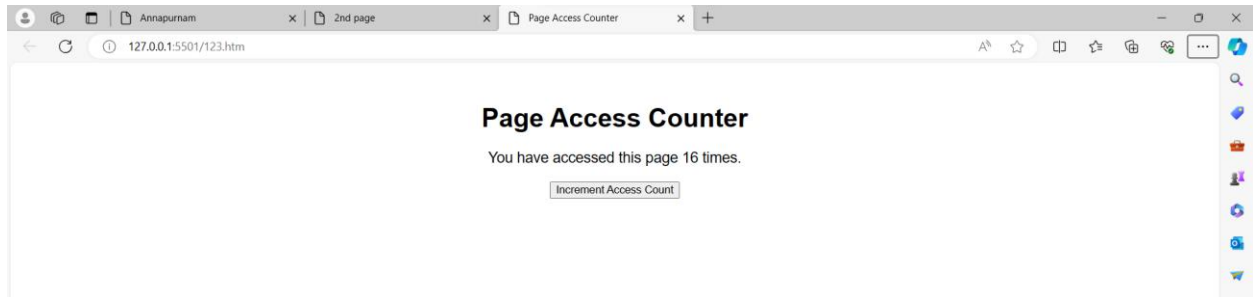 Annapurnam
2nd page
Page Access Counter
127.0.0.1:5501/123.htm
Page Access Counter
You have accessed this page 16 times.
Increment Access Count